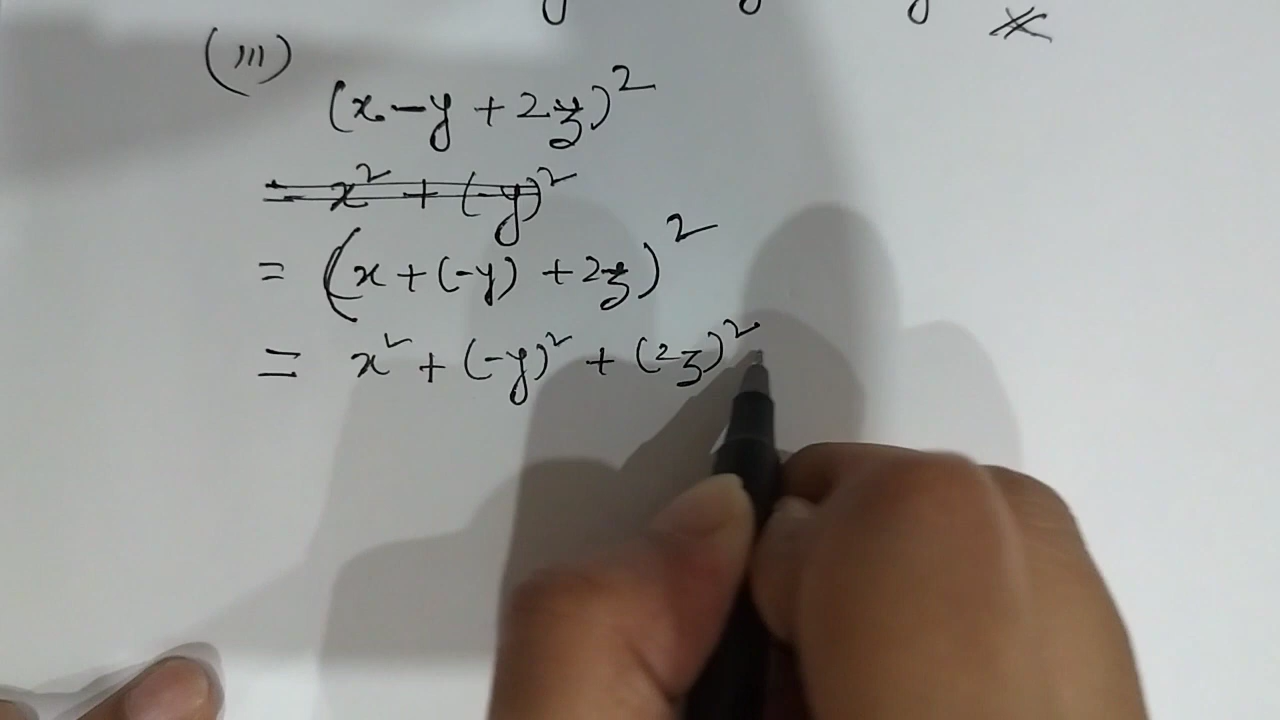 (III)
(x - y + 2z)²
= x² + (-y)²
= (x + (-y) + 2z)²
= x² + (-y)² + (2z)²